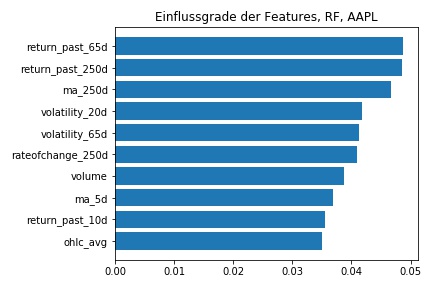 Einflussgrade der Features, RF, AAPL
return_past_65d
return_past_250d
ma_250d
volatility_20d
volatility_65d
rateofchange_250d
volume
ma_5d
return_past_10d
ohlc_avg
0.00 0.01 0.02 0.03 0.04 0.05